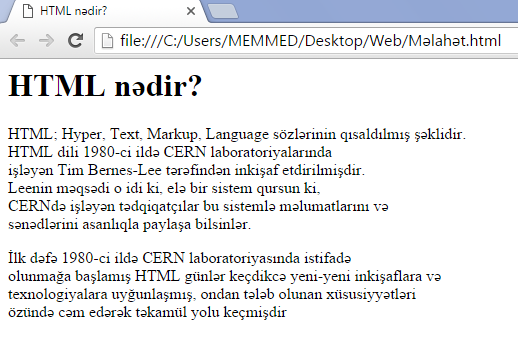 HTML nədir?
file:///C:/Users/MEMMED/Desktop/Web/Məlahət.html
HTML nədir?
HTML; Hyper, Text, Markup, Language sözlərinin qısaldılmış şəklidir.
HTML dili 1980-ci ildə CERN laboratoriyalarında
işləyən Tim Bernes-Lee tərəfindən inkişaf etdirilmişdir.
Leenin məqsədi o idi ki, elə bir sistem qursun ki,
CERNdə işləyən tədqiqatçılar bu sistemlə məlumatlarını və
sənədlərini asanlıqla paylaşa bilsinlər.
İlk dəfə 1980-ci ildə CERN laboratoriyasında istifadə
olunmağa başlamış HTML günlər keçdikcə yeni-yeni inkişaflara və
texnologiyalara uyğunlaşmış, ondan tələb olunan xüsusiyyətləri
özündə cəm edərək təkamül yolu keçmişdir